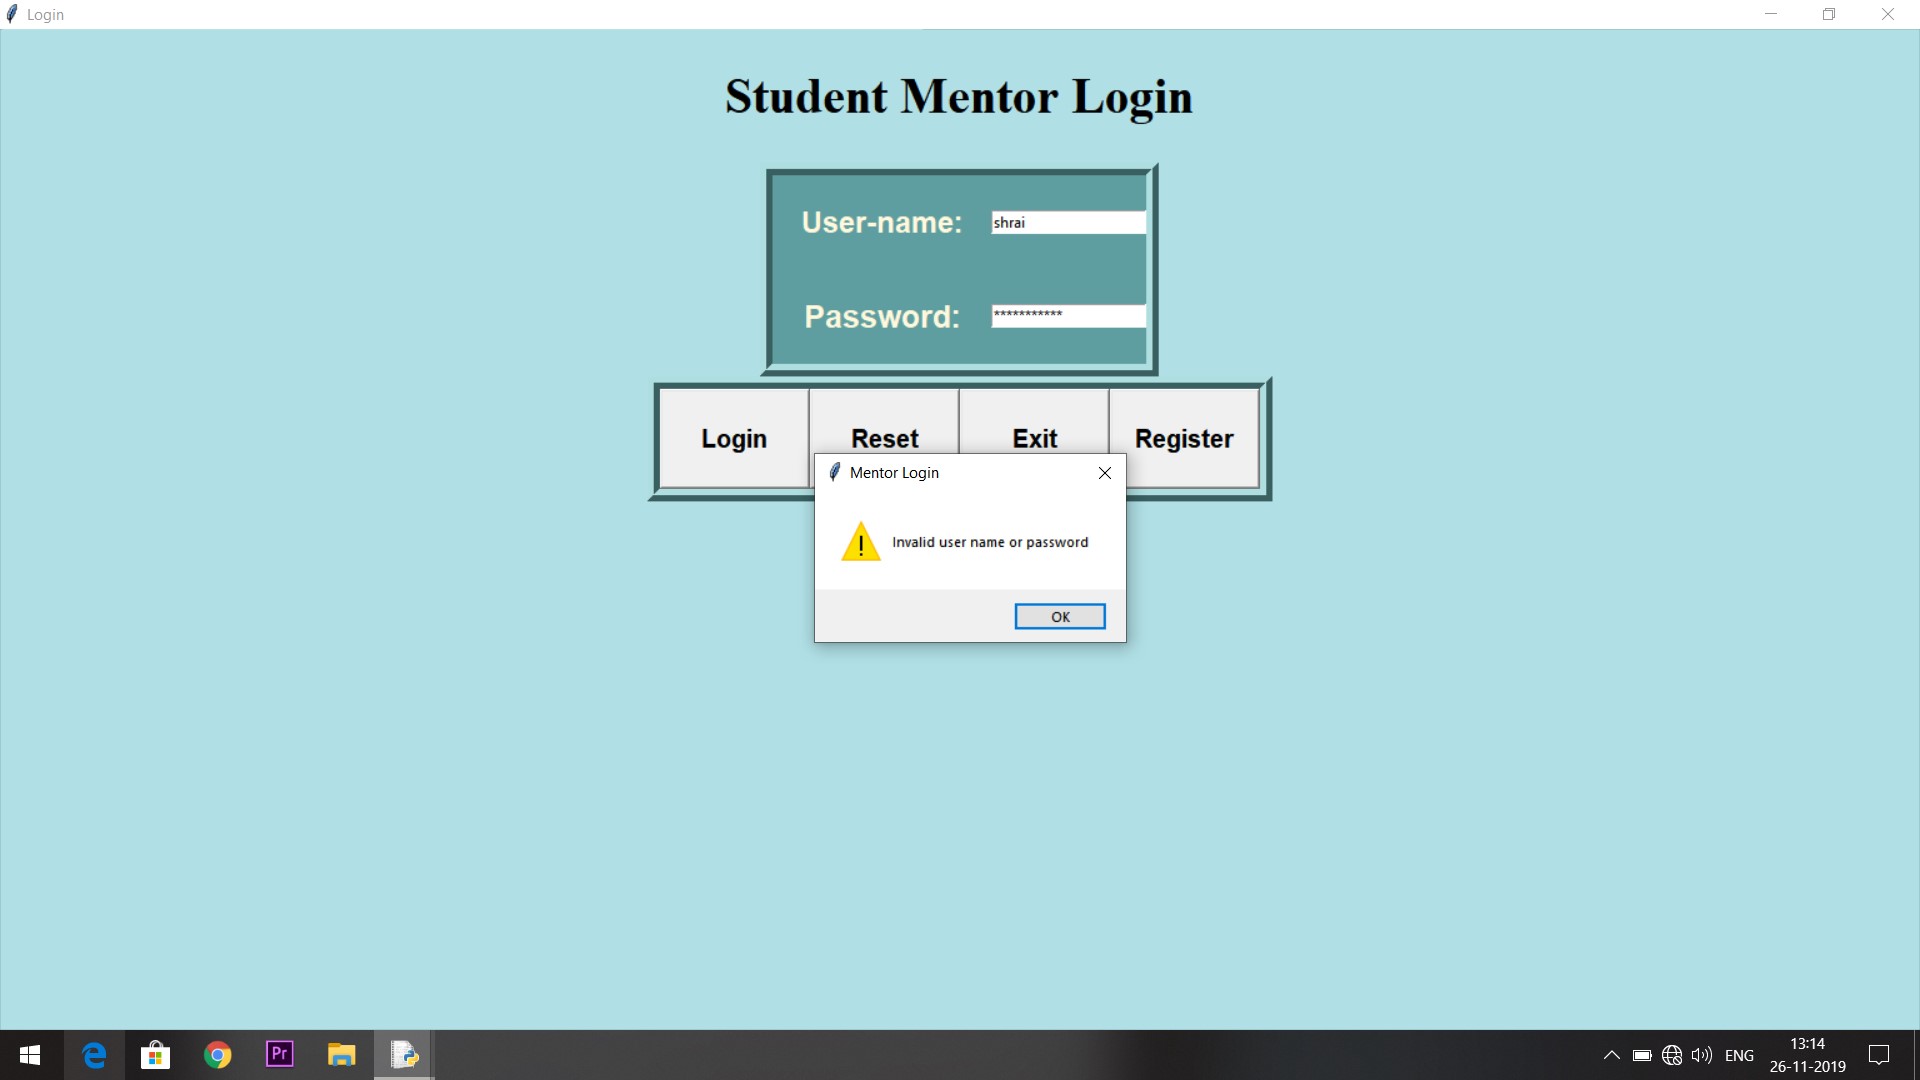 Login
Student Mentor Login
User-name:
shrai
Password:
***********
Login Reset Exit Register
Mentor Login
Invalid user name or password
OK
Pr
ENG
13:14
26-11-2019